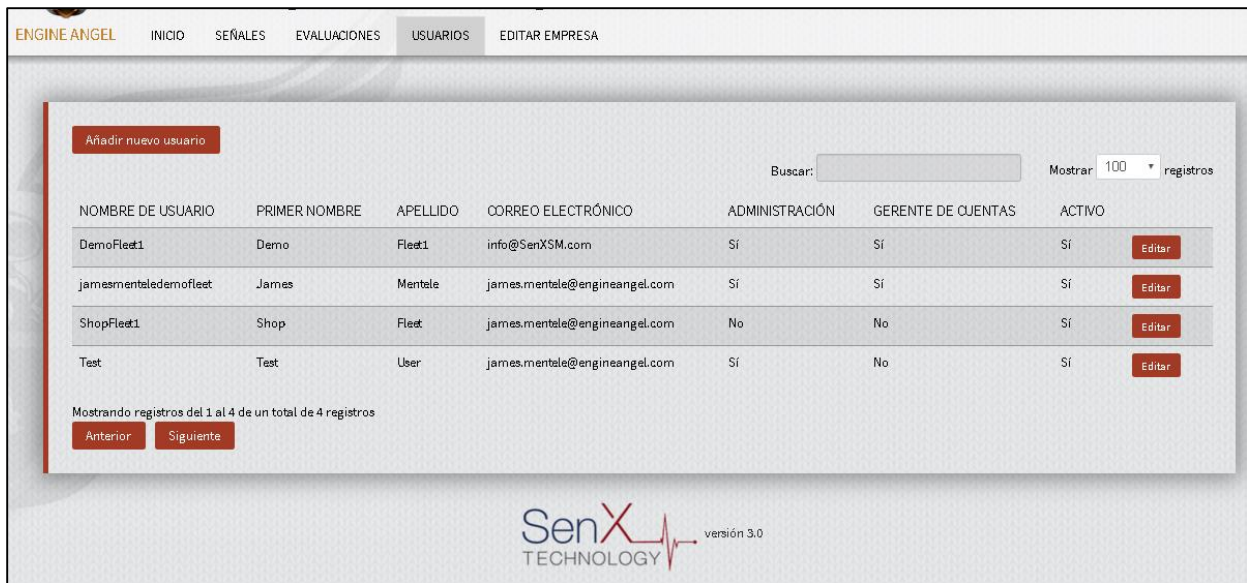 ENGINE ANGEL INICIO SEÑALES EVALUACIONES USUARIOS EDITAR EMPRESA
Añadir nuevo usuario
Buscar: Mostrar 100 registros
NOMBRE DE USUARIO PRIMER NOMBRE APELLIDO CORREO ELECTRÓNICO ADMINISTRACIÓN GERENTE DE CUENTAS ACTIVO
DemoFleet1 Demo Fleet1 info@SenXSM.com Sí Sí Sí Editar
jamesmenteledemofleet James Mentele james.mentele@engineangel.com Sí Sí Sí Editar
ShopFleet1 Shop Fleet james.mentele@engineangel.com No No Sí Editar
Test Test User james.mentele@engineangel.com Sí No Sí Editar
Mostrando registros del 1 al 4 de un total de 4 registros
Anterior Siguiente
SenX
TECHNOLOGY
versión 3.0